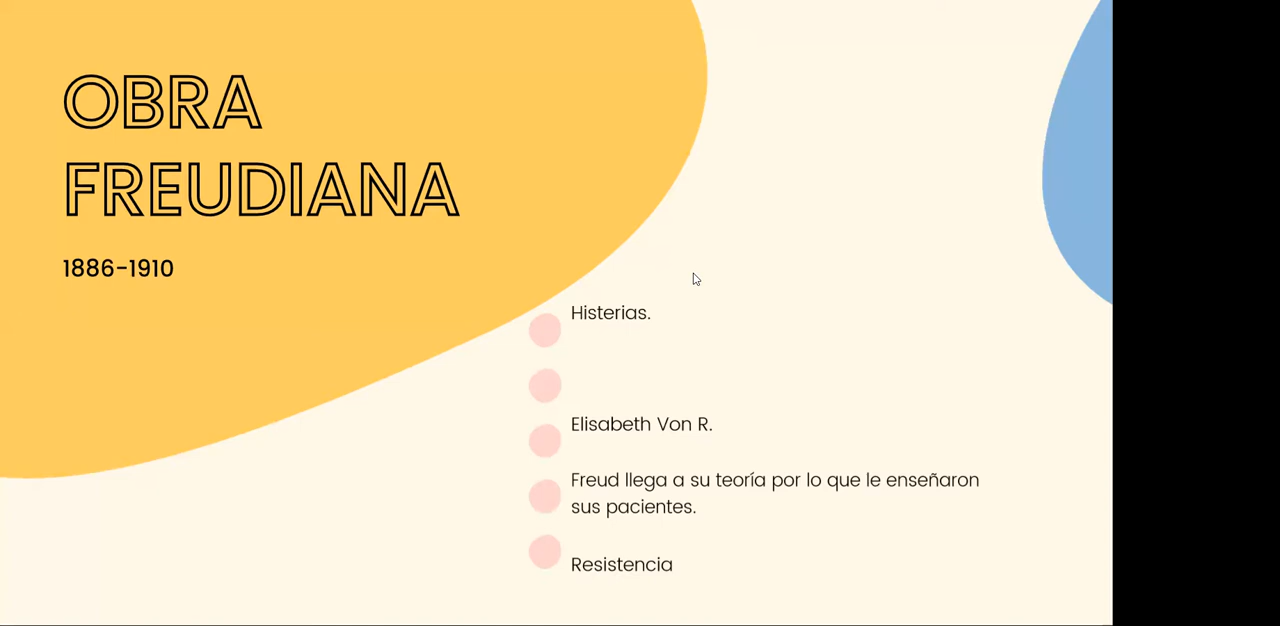 OBRA
FREUDIANA
1886-1910
Histerias.
Elisabeth Von R.
Freud llega a su teoría por lo que le enseñaron
sus pacientes.
Resistencia